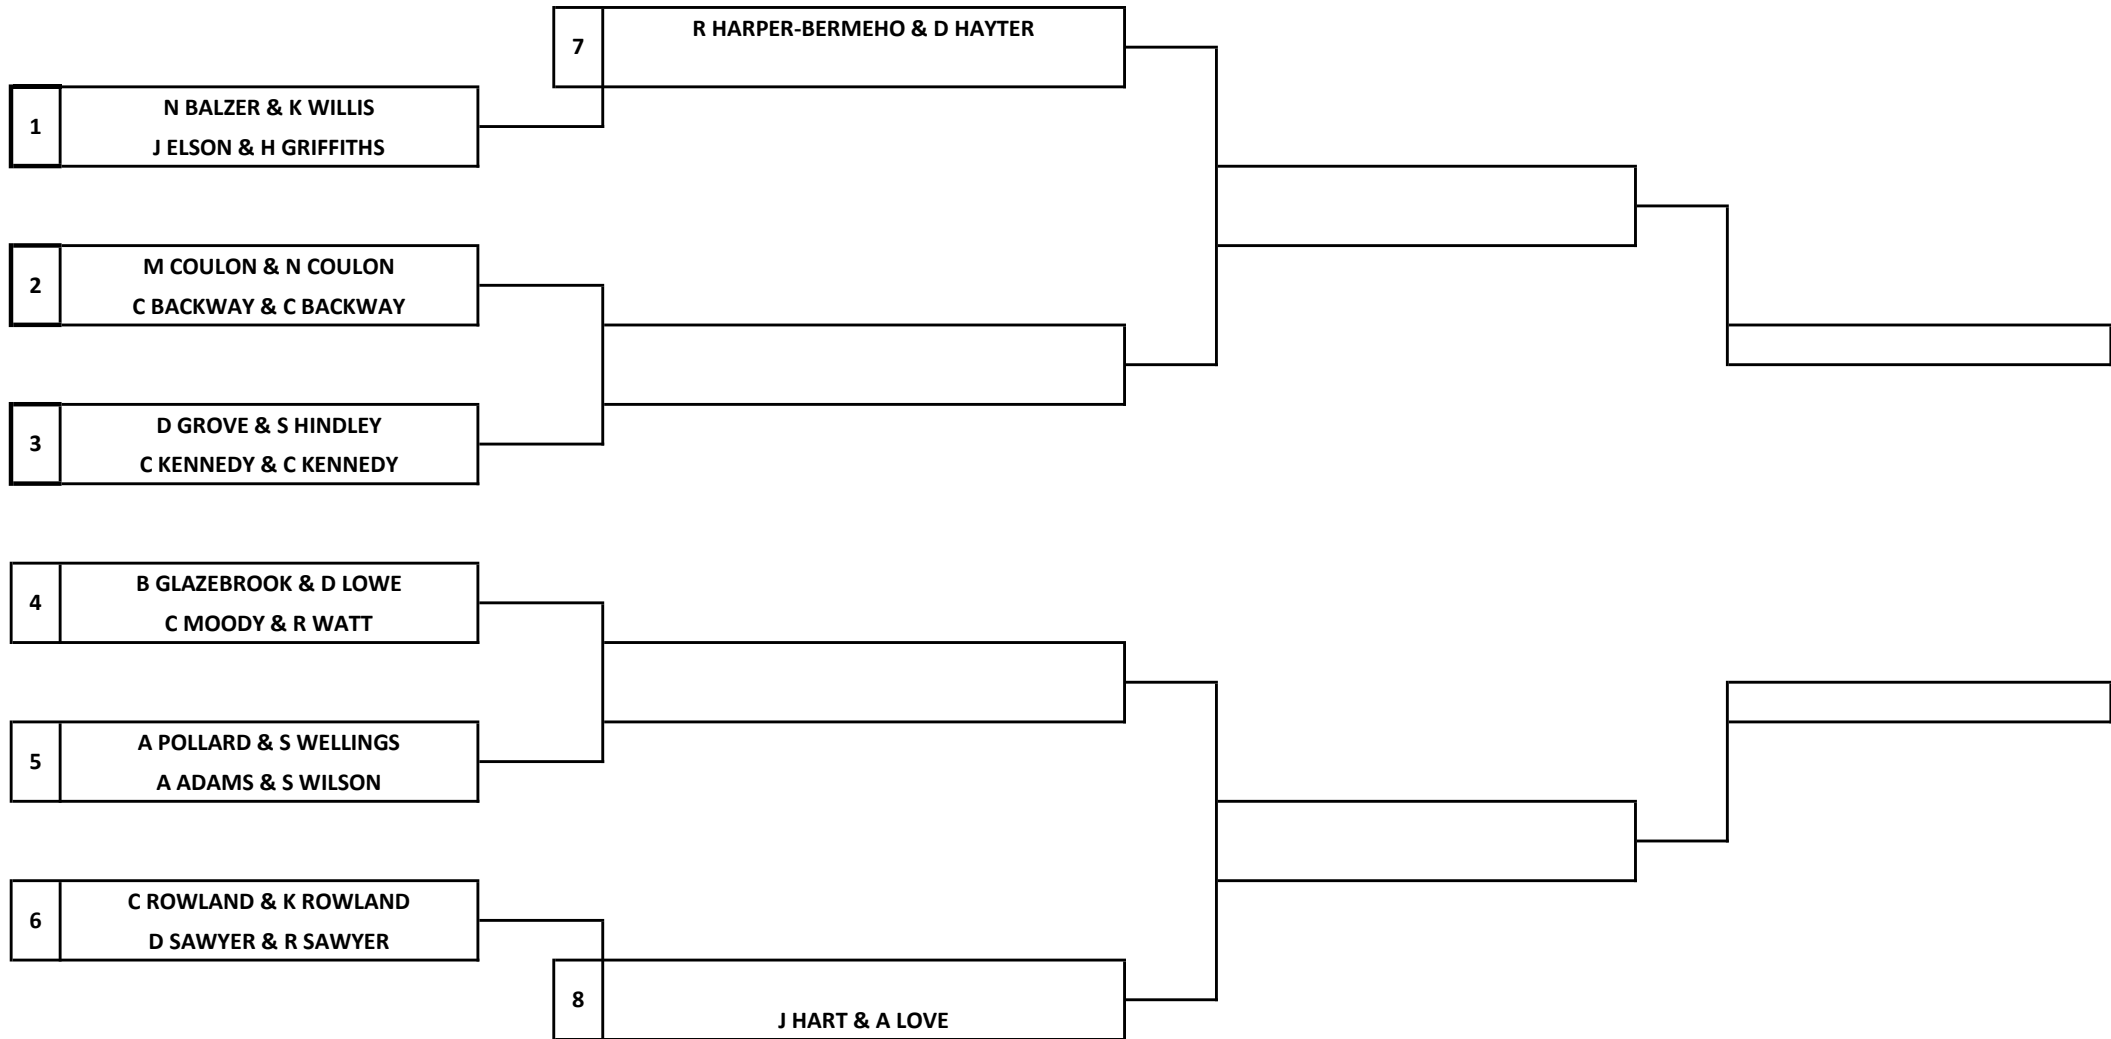 7
R HARPER-BERMEHO & D HAYTER
1
N BALZER & K WILLIS
J ELSON & H GRIFFITHS
2
M COULON & N COULON
C BACKWAY & C BACKWAY
3
D GROVE & S HINDLEY
C KENNEDY & C KENNEDY
4
B GLAZEBROOK & D LOWE
C MOODY & R WATT
5
A POLLARD & S WELLINGS
A ADAMS & S WILSON
6
C ROWLAND & K ROWLAND
D SAWYER & R SAWYER
8
J HART & A LOVE